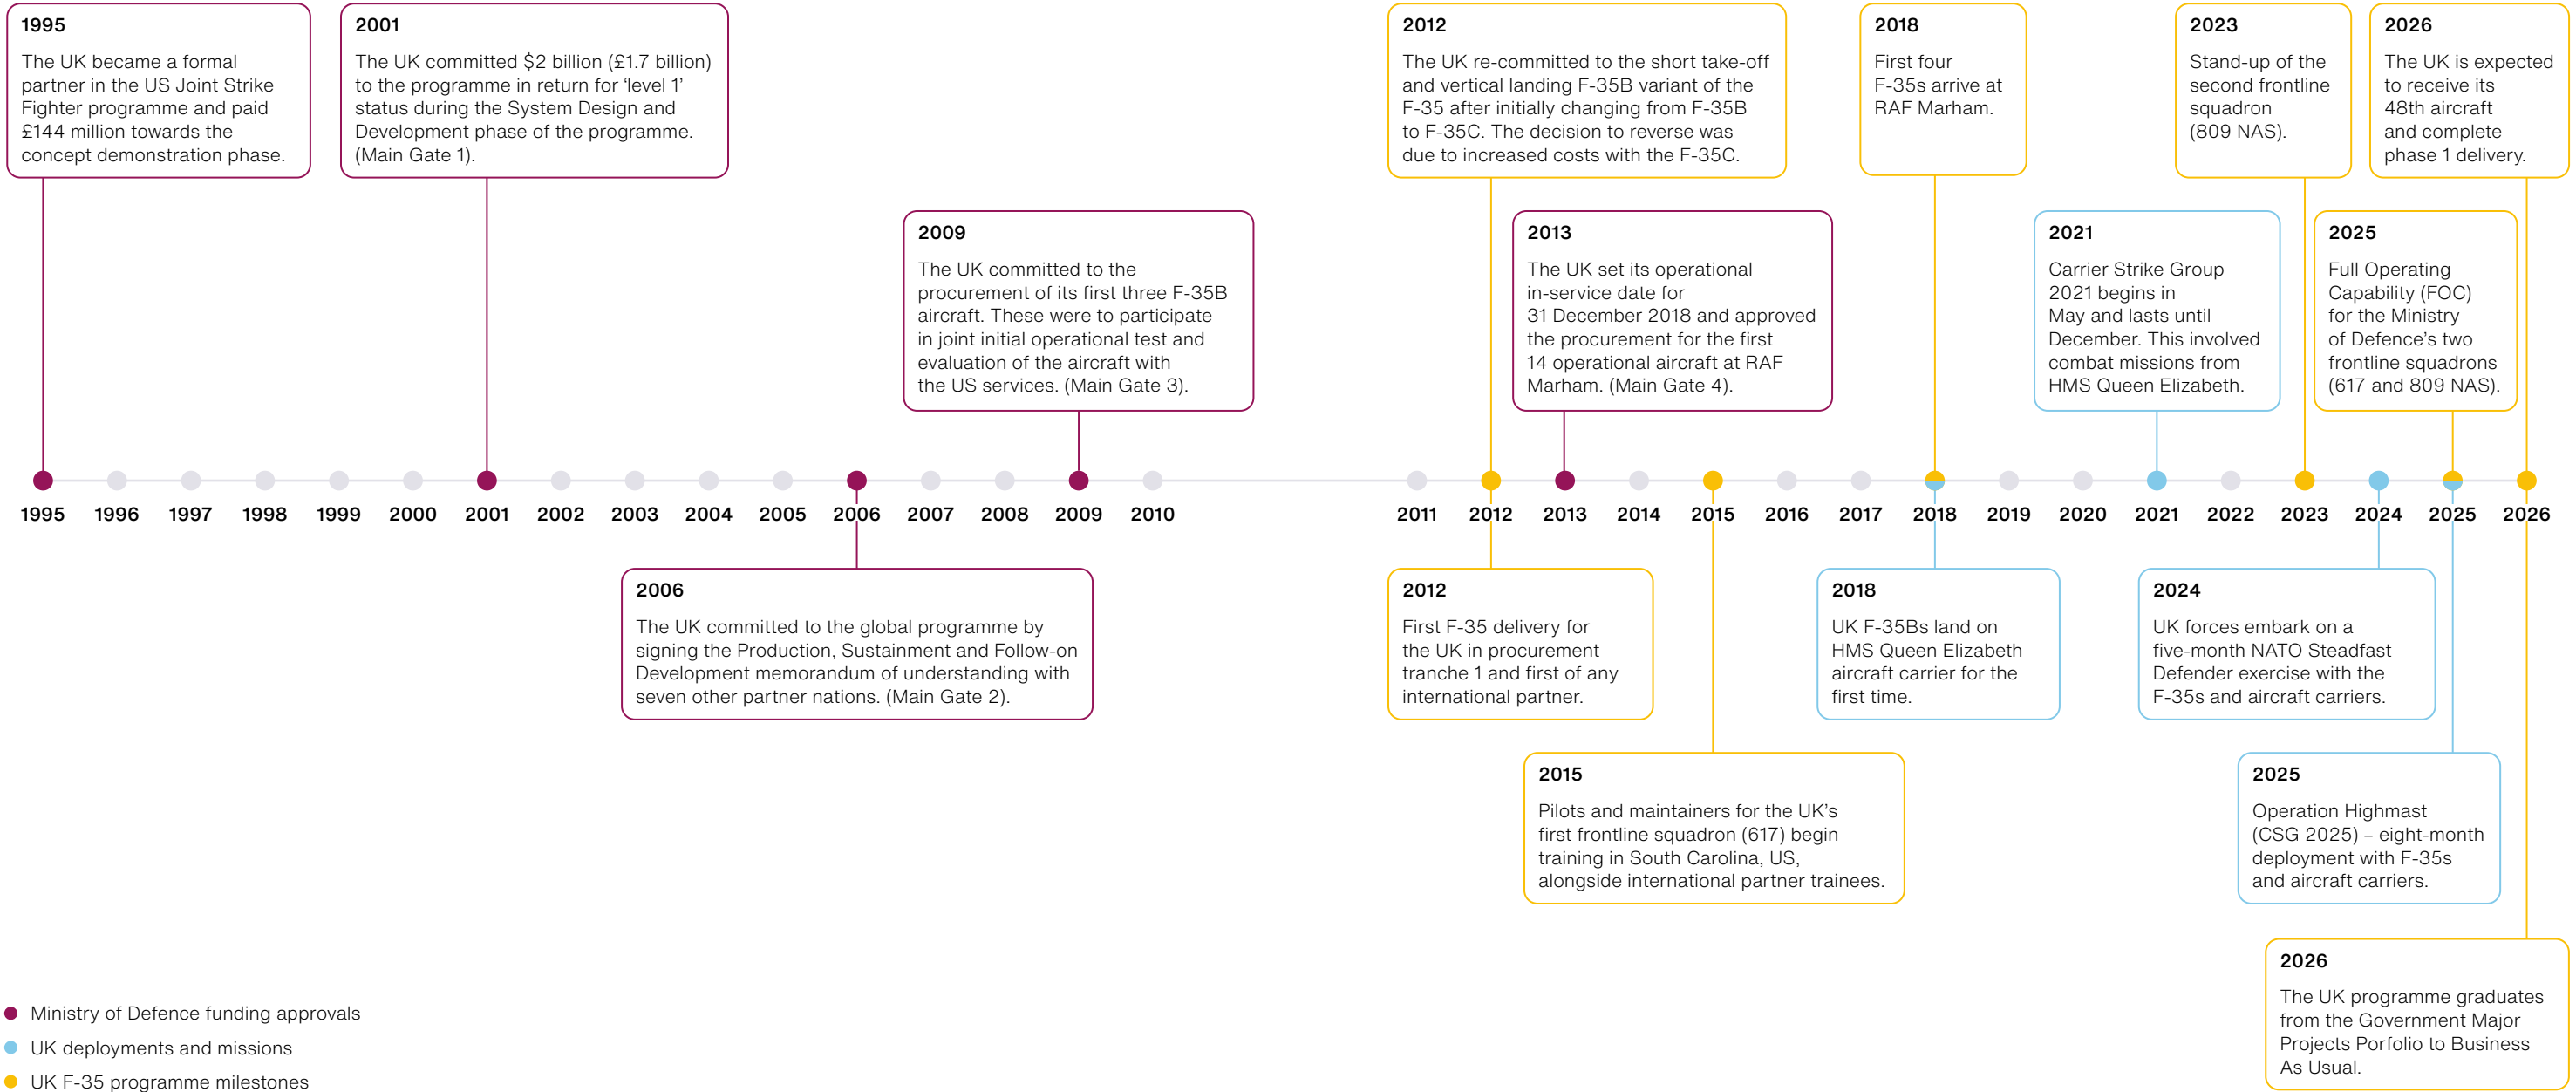 1995
The UK became a formal
partner in the US Joint Strike
Fighter programme and paid
£144 million towards the
concept demonstration phase.
2001
The UK committed $2 billion (£1.7 billion)
to the programme in return for ‘level 1’
status during the System Design and
Development phase of the programme.
(Main Gate 1).
2012
The UK re-committed to the short take-off
and vertical landing F-35B variant of the
F-35 after initially changing from F-35B
to F-35C. The decision to reverse was
due to increased costs with the F-35C.
2018
First four
F-35s arrive at
RAF Marham.
2023
Stand-up of the
second frontline
squadron
(809 NAS).
2026
The UK is expected
to receive its
48th aircraft
and complete
phase 1 delivery.
2009
The UK committed to the
procurement of its first three F-35B
aircraft. These were to participate
in joint initial operational test and
evaluation of the aircraft with
the US services. (Main Gate 3).
2013
The UK set its operational
in-service date for
31 December 2018 and approved
the procurement for the first
14 operational aircraft at RAF
Marham. (Main Gate 4).
2021
Carrier Strike Group
2021 begins in
May and lasts until
December. This involved
combat missions from
HMS Queen Elizabeth.
2025
Full Operating
Capability (FOC)
for the Ministry
of Defence’s two
frontline squadrons
(617 and 809 NAS).
1995 1996 1997 1998 1999 2000 2001 2002 2003 2004 2005 2006 2007 2008 2009 2010 2011 2012 2013 2014 2015 2016 2017 2018 2019 2020 2021 2022 2023 2024 2025 2026
2006
The UK committed to the global programme by
signing the Production, Sustainment and Follow-on
Development memorandum of understanding with
seven other partner nations. (Main Gate 2).
2012
First F-35 delivery for
the UK in procurement
tranche 1 and first of any
international partner.
2018
UK F-35Bs land on
HMS Queen Elizabeth
aircraft carrier for the
first time.
2024
UK forces embark on a
five-month NATO Steadfast
Defender exercise with the
F-35s and aircraft carriers.
2015
Pilots and maintainers for the UK’s
first frontline squadron (617) begin
training in South Carolina, US,
alongside international partner trainees.
2025
Operation Highmast
(CSG 2025) – eight-month
deployment with F-35s
and aircraft carriers.
2026
The UK programme graduates
from the Government Major
Projects Porfolio to Business
As Usual.
Ministry of Defence funding approvals
UK deployments and missions
UK F-35 programme milestones